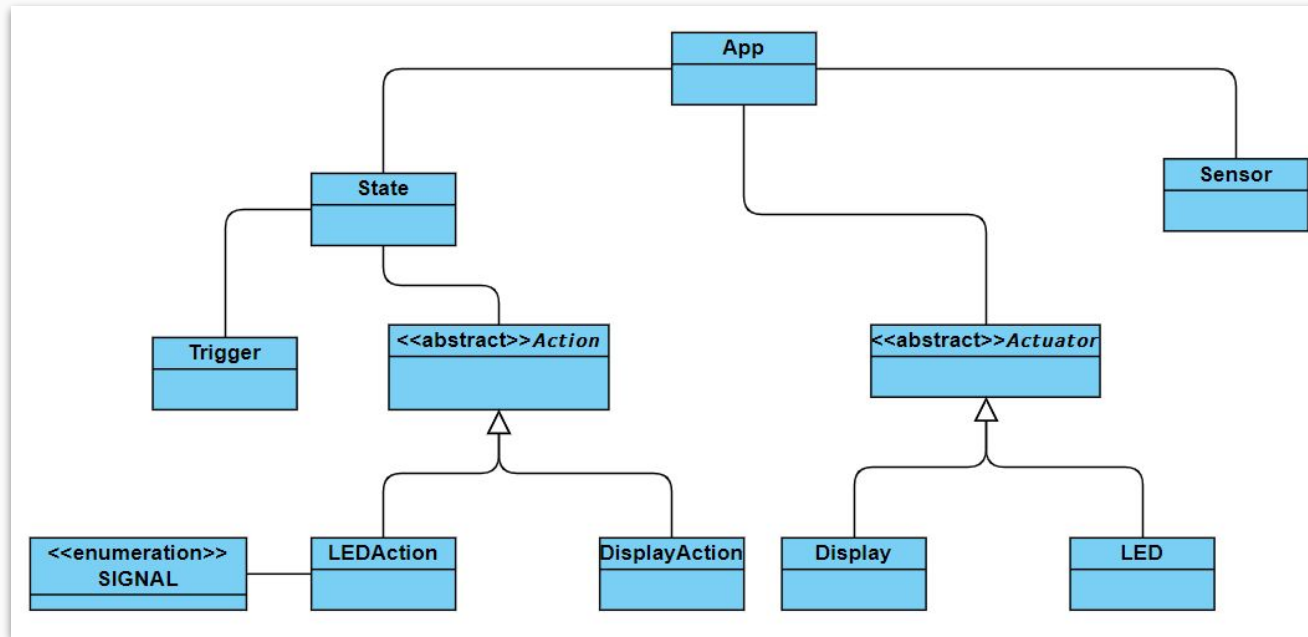 App
State
Sensor
Trigger
<<abstract>>Action
<<abstract>>Actuator
<<enumeration>>
SIGNAL
LEDAction
DisplayAction
Display
LED